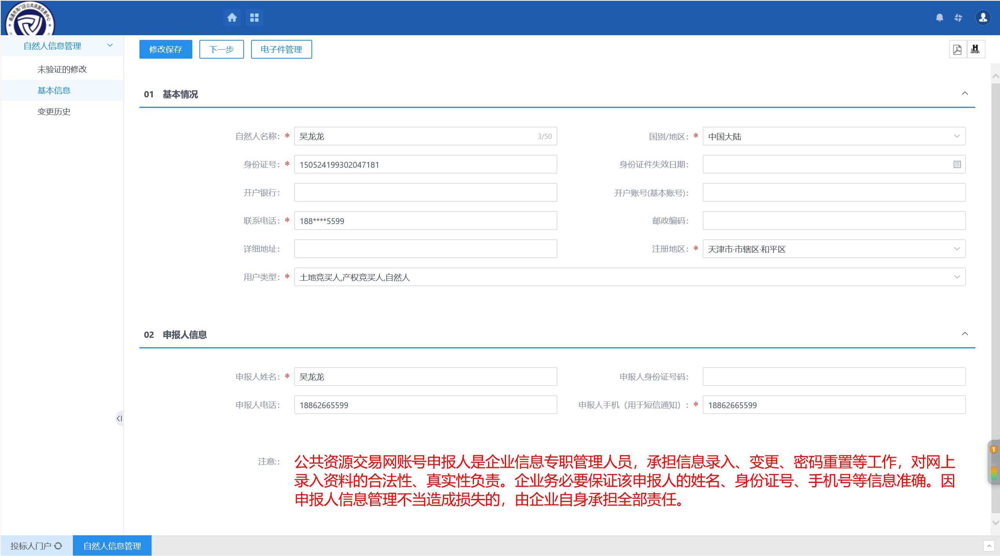 南通市海门区公共资源交易中心
修改保存 下一步 电子件管理
自然人信息管理
未验证的修改
基本信息
变更历史
01 基本情况
自然人名称： * 吴龙龙 3/50 国别/地区： * 中国大陆
身份证号： * 150524199302047181 身份证件失效日期：
开户银行： 开户账号(基本账号)：
联系电话： * 188****5599 邮政编码：
详细地址： 注册地区： * 天津市·市辖区·和平区
用户类型： * 土地竞买人,产权竞买人,自然人
02 申报人信息
申报人姓名： * 吴龙龙 申报人身份证号码：
申报人电话： 18862665599 申报人手机（用于短信通知）： * 18862665599
注意:： 公共资源交易网账号申报人是企业信息专职管理人员，承担信息录入、变更、密码重置等工作，对网上
录入资料的合法性、真实性负责。企业务必要保证该申报人的姓名、身份证号、手机号等信息准确。因
申报人信息管理不当造成损失的，由企业自身承担全部责任。
1
投标人门户 自然人信息管理